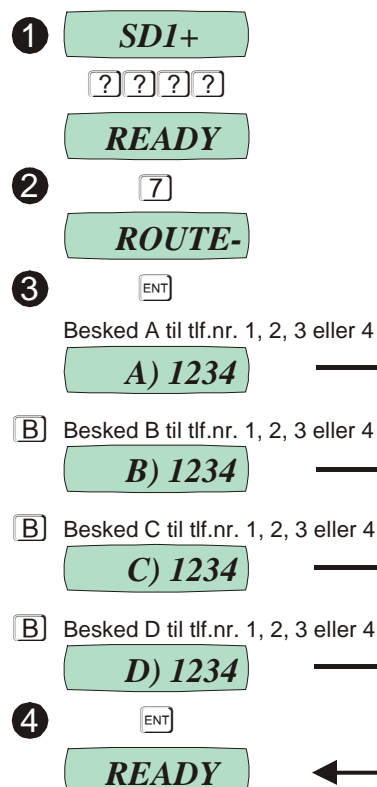 1 SD1+
? ? ? ?
READY
2 7
ROUTE-
3 ENT
Besked A til tlf.nr. 1, 2, 3 eller 4
A) 1234
B Besked B til tlf.nr. 1, 2, 3 eller 4
B) 1234
B Besked C til tlf.nr. 1, 2, 3 eller 4
C) 1234
B Besked D til tlf.nr. 1, 2, 3 eller 4
D) 1234
4 ENT
READY